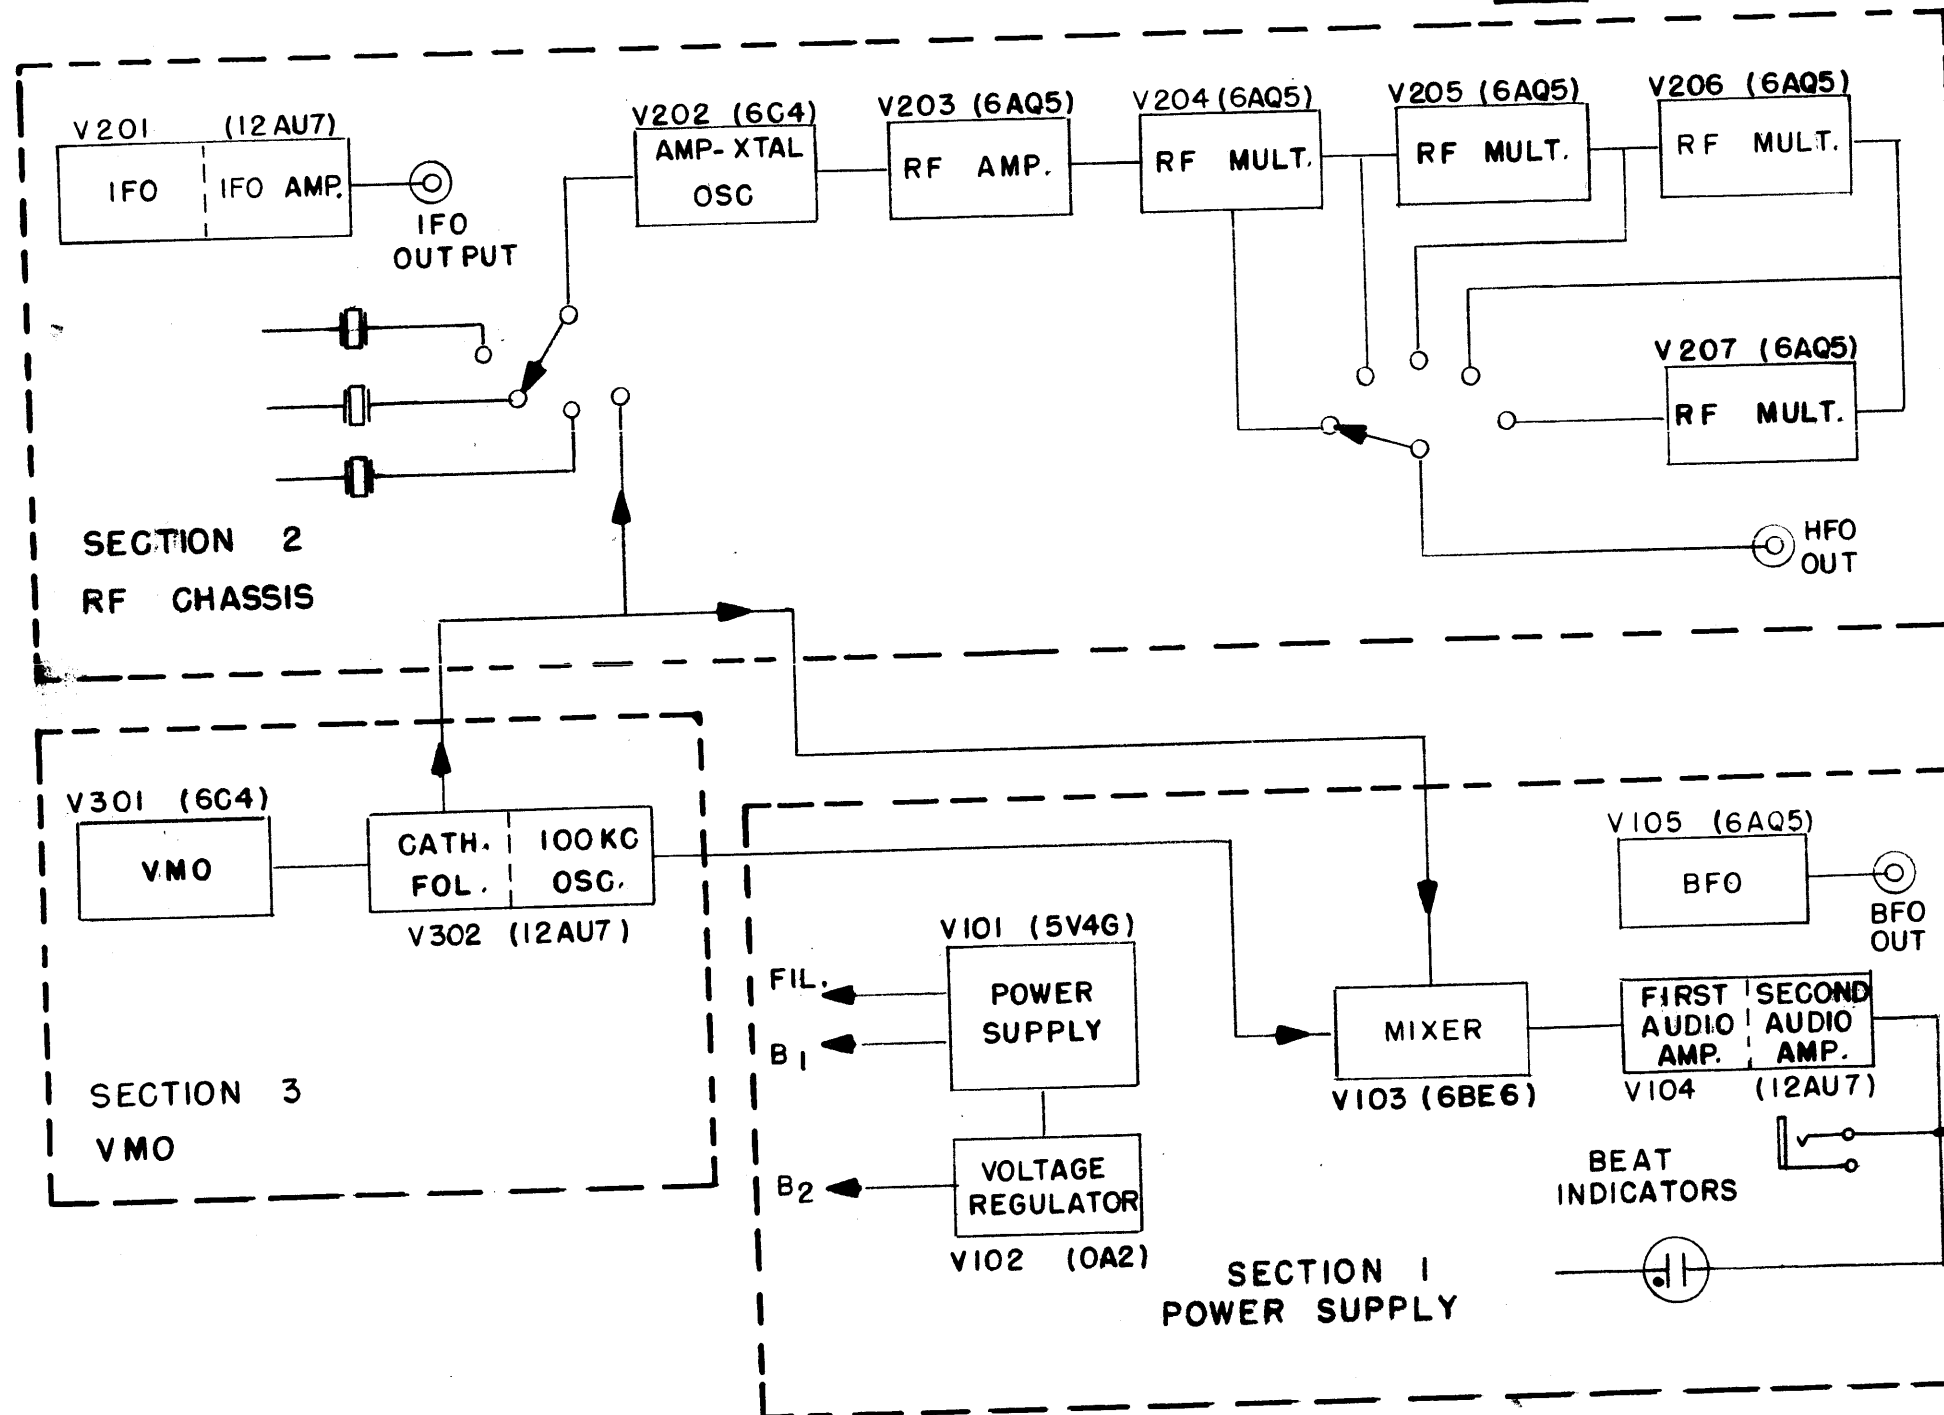 V201 (12AU7)
IFO IFO AMP.
IFO
OUTPUT
V202 (6C4)
AMP-XTAL
OSC
V203 (6AQ5)
RF AMP.
V204 (6AQ5)
RF MULT.
V205 (6AQ5)
RF MULT.
V206 (6AQ5)
RF MULT.
V207 (6AQ5)
RF MULT.
HFO
OUT
SECTION 2
RF CHASSIS
V301 (6C4)
VMO
CATH.
FOL.
100KC
OSC.
V302 (12AU7)
SECTION 3
VMO
V101 (5V4G)
POWER
SUPPLY
FIL.
B1
VOLTAGE
REGULATOR
B2
V102 (OA2)
MIXER
V103 (6BE6)
V105 (6AQ5)
BFO
BFO
OUT
FIRST
AUDIO
AMP.
SECOND
AUDIO
AMP.
V104 (12AU7)
BEAT
INDICATORS
SECTION 1
POWER SUPPLY